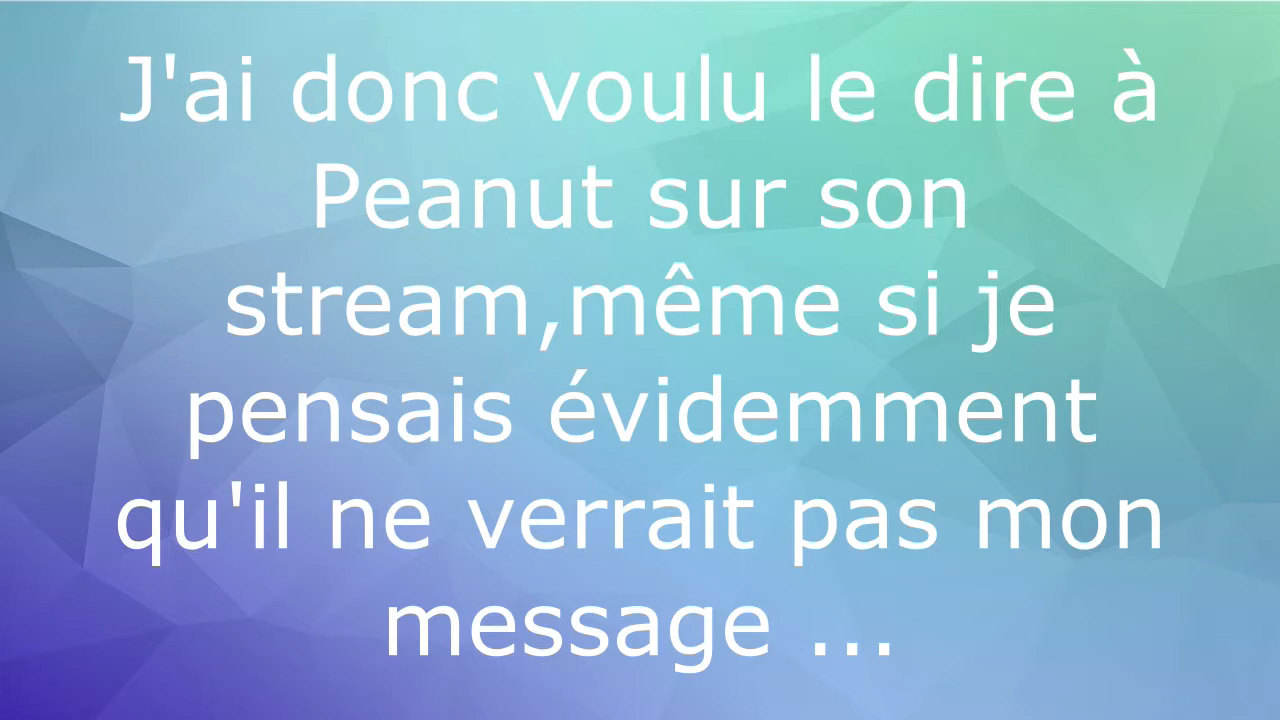 J'ai donc voulu le dire à
Peanut sur son
stream,même si je
pensais évidemment
qu'il ne verrait pas mon
message ...